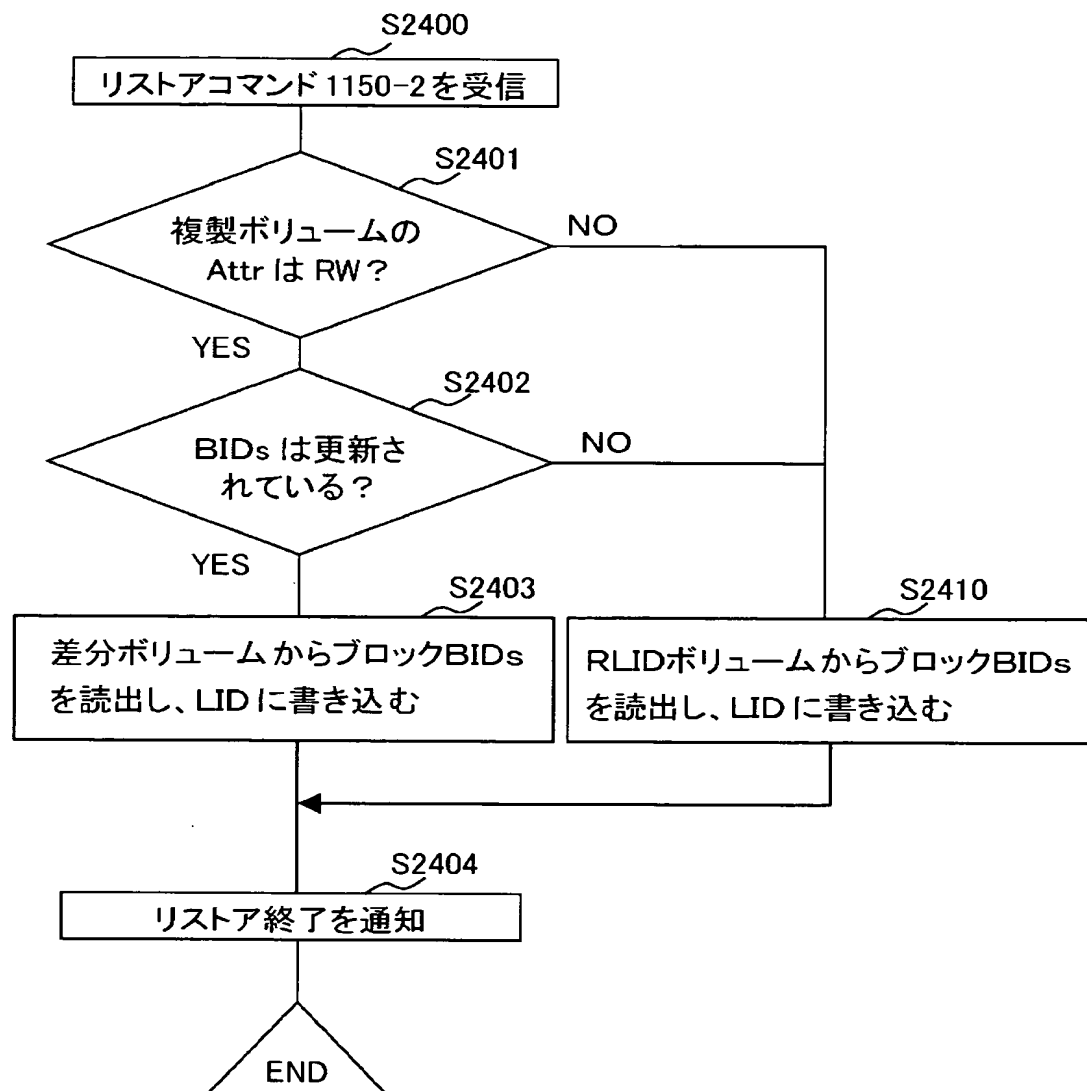 S2400
リストアコマンド 1150-2を受信
S2401
複製ボリュームの
Attr は RW?
NO
YES
S2402
BIDs は更新さ
れている?
NO
YES
S2403
差分ボリュームからブロックBIDs
を読出し、LID に書き込む
S2410
RLIDボリュームからブロックBIDs
を読出し、LID に書き込む
S2404
リストア終了を通知
END